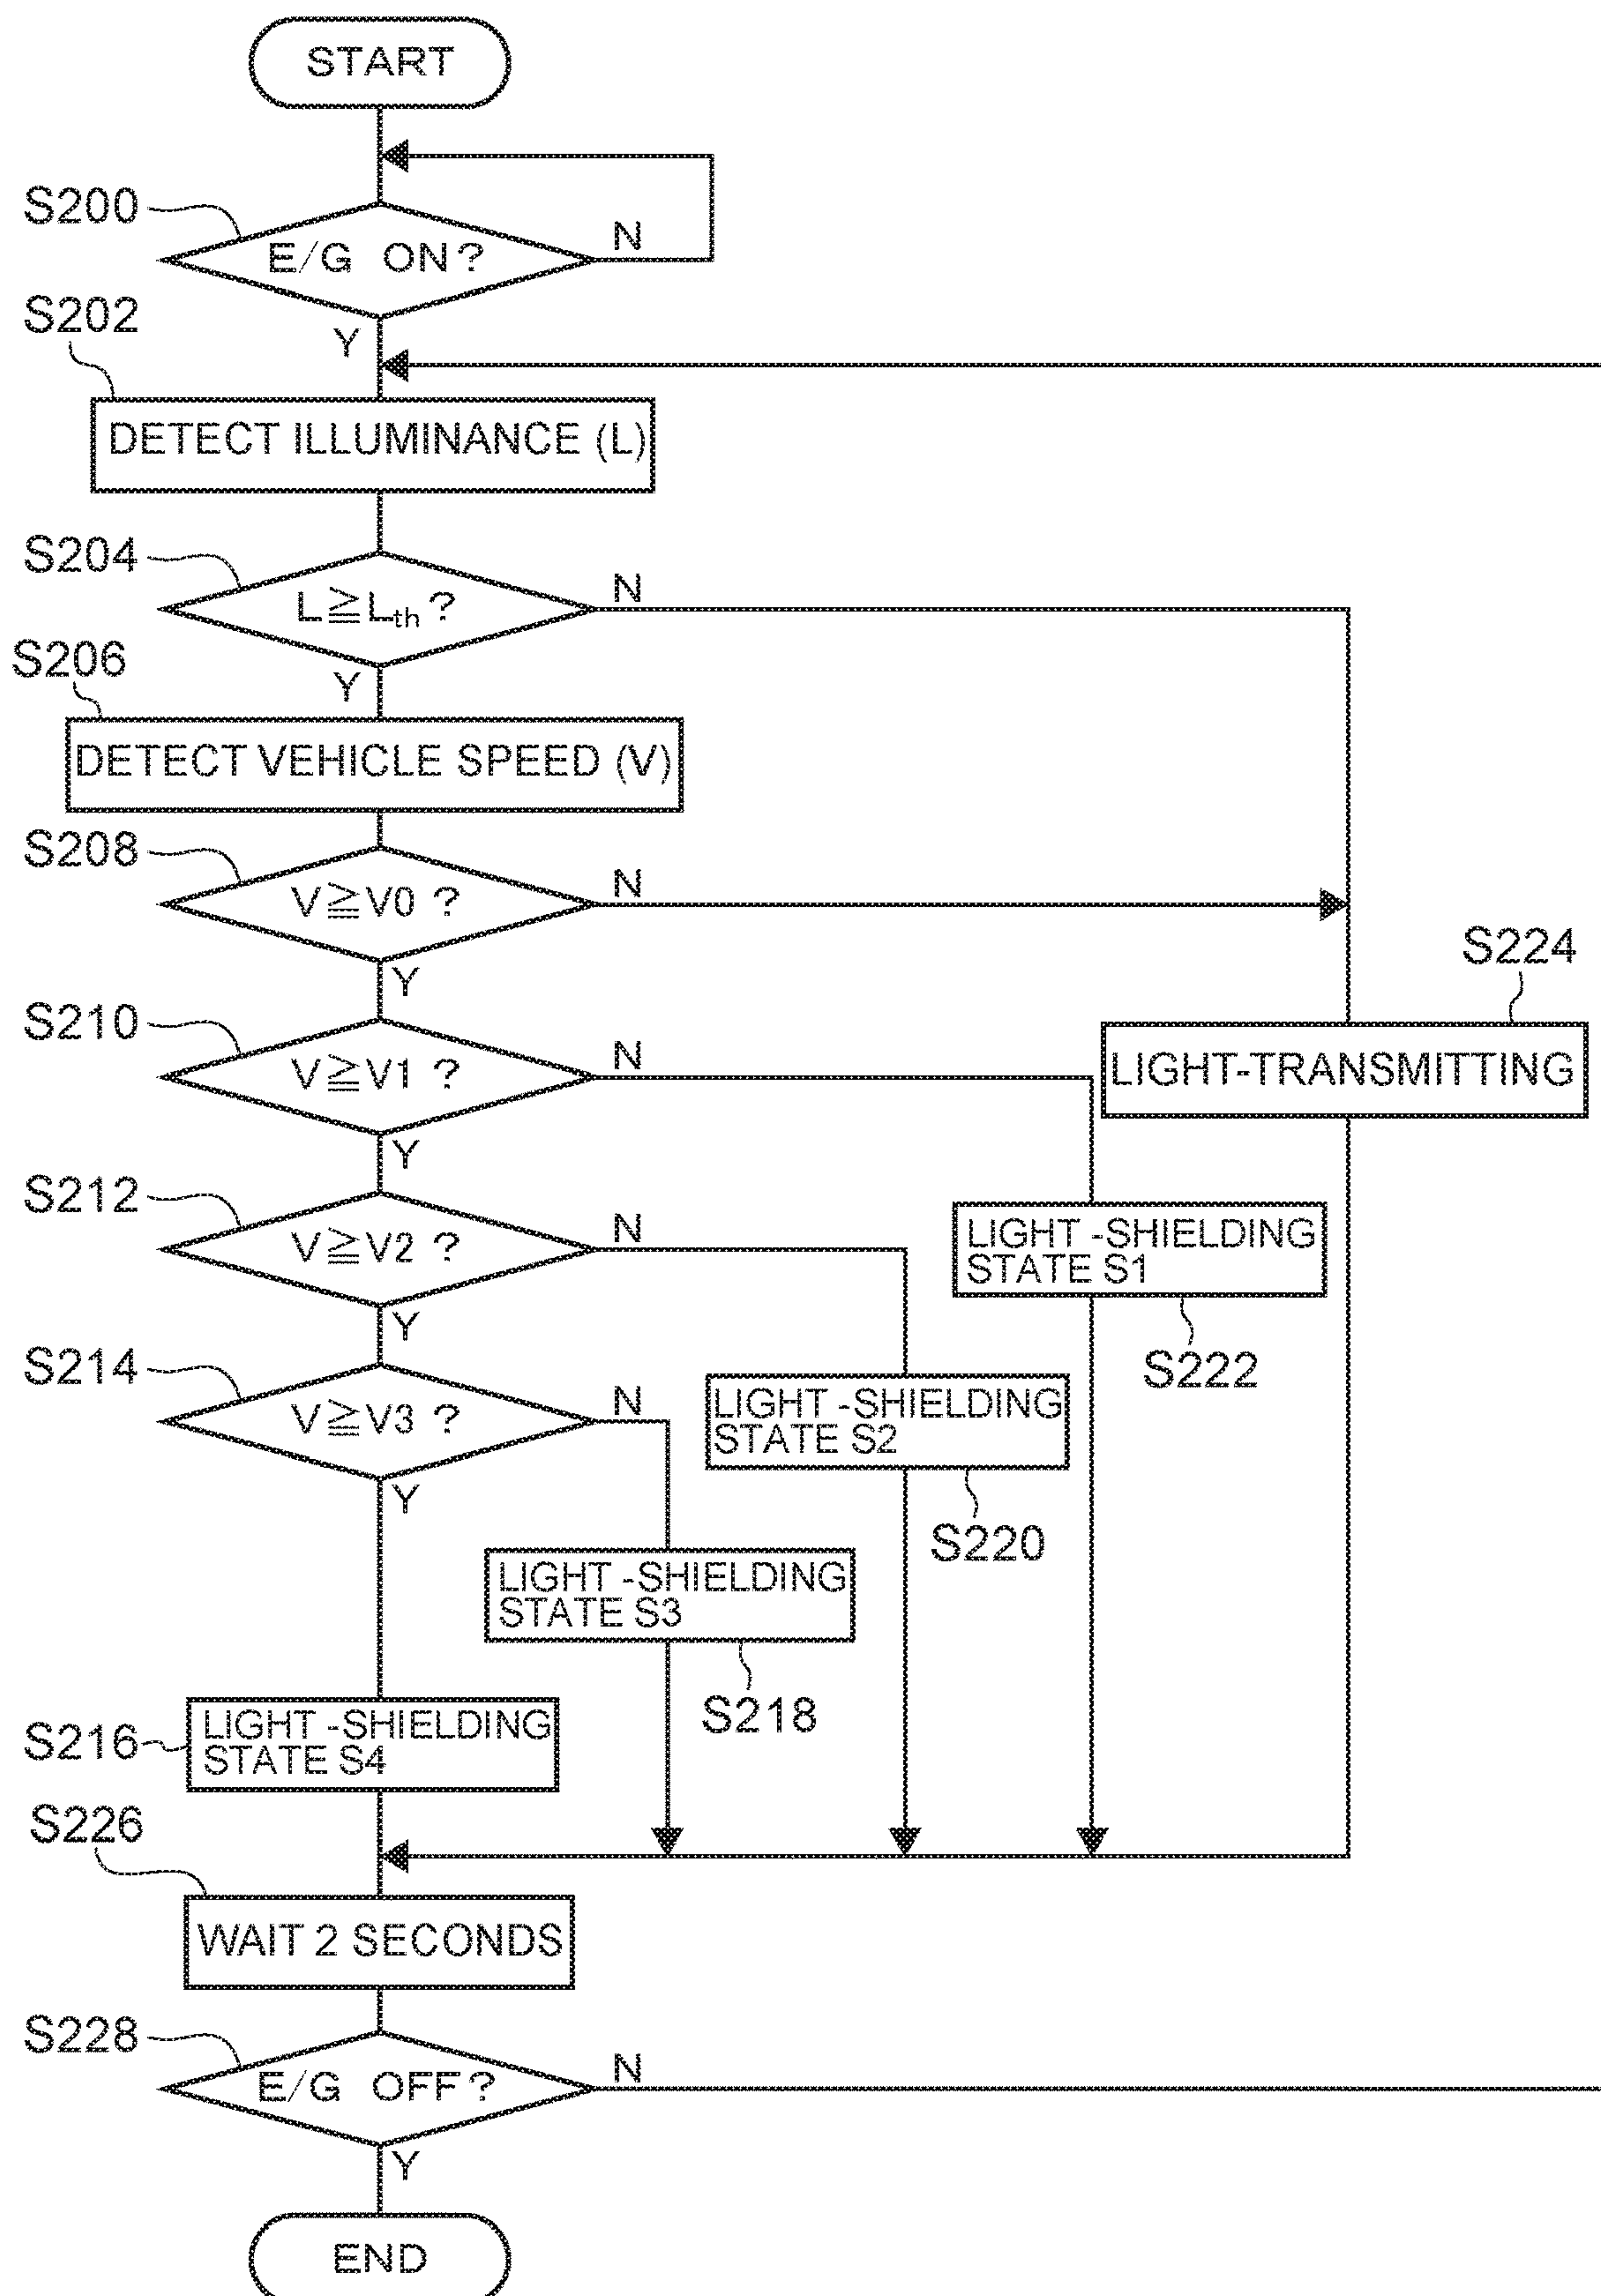 START
S200
E/G ON?
N
Y
S202
DETECT ILLUMINANCE (L)
S204
L≧Lth?
N
Y
S206
DETECT VEHICLE SPEED (V)
S208
V≧V0 ?
N
Y
S224
LIGHT-TRANSMITTING
S210
V≧V1 ?
N
Y
S212
V≧V2 ?
N
Y
LIGHT -SHIELDING
STATE S1
S222
S214
V≧V3 ?
N
Y
LIGHT -SHIELDING
STATE S2
S220
LIGHT -SHIELDING
STATE S3
S218
S216
LIGHT -SHIELDING
STATE S4
S226
WAIT 2 SECONDS
S228
E/G OFF?
N
Y
END